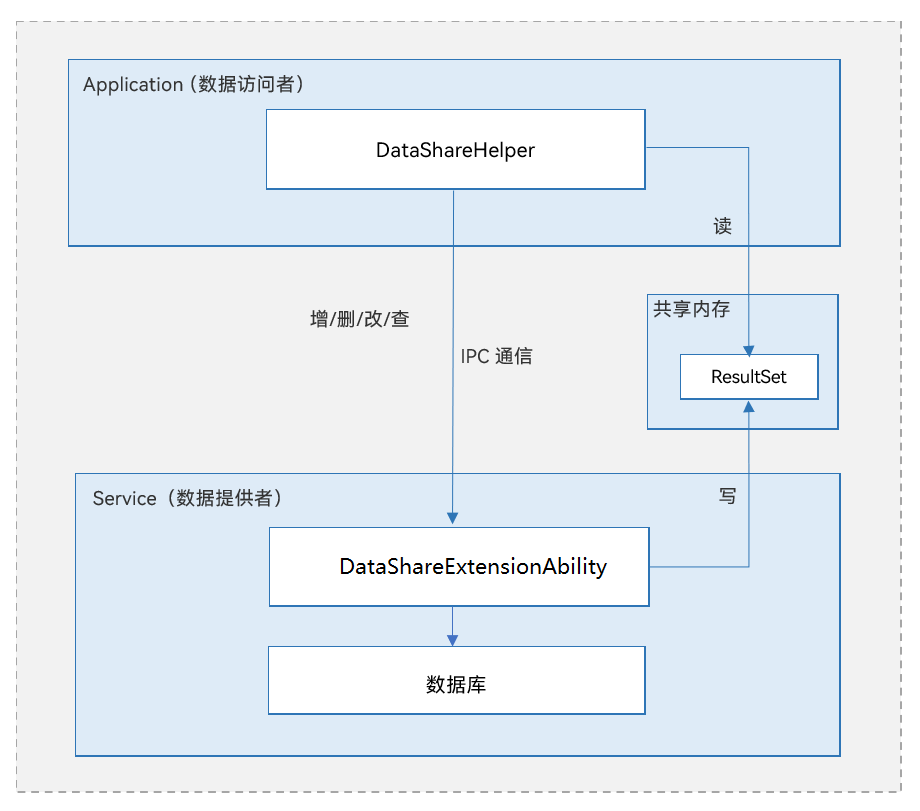 Application（数据访问者）
DataShareHelper
读
增/删/改/查
共享内存
IPC 通信
ResultSet
Service（数据提供者）
写
DataShareExtensionAbility
数据库